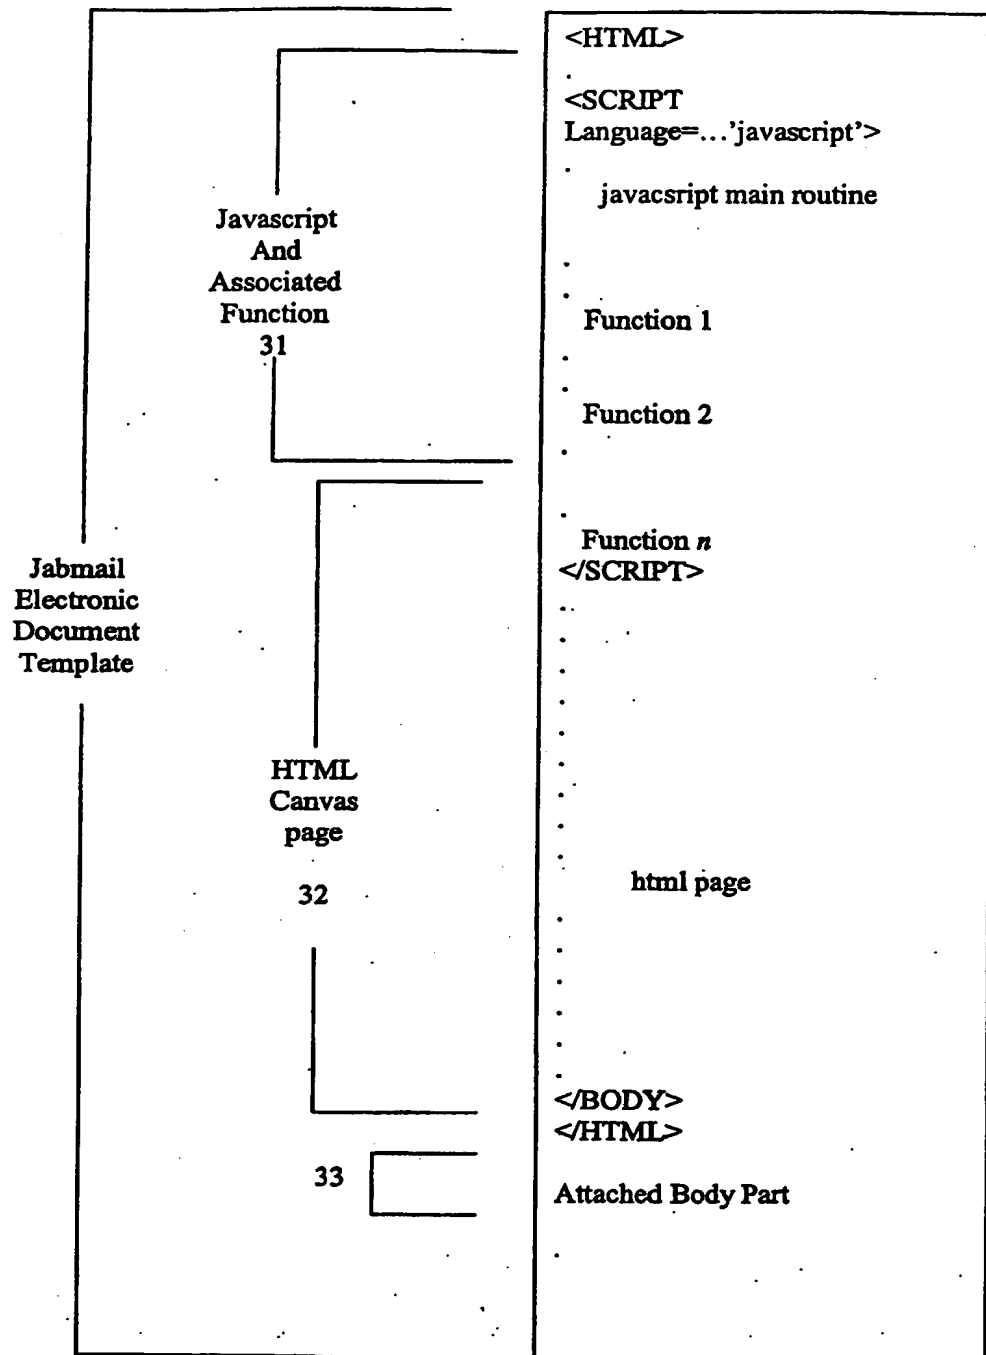 <HTML>
<SCRIPT
Language=...'javascript'>
javacsript main routine
Javascript
And
Associated
Function
31
Function 1
Function 2
Function n
</SCRIPT>
Jabmail
Electronic
Document
Template
HTML
Canvas
page
32
html page
</BODY>
</HTML>
33
Attached Body Part